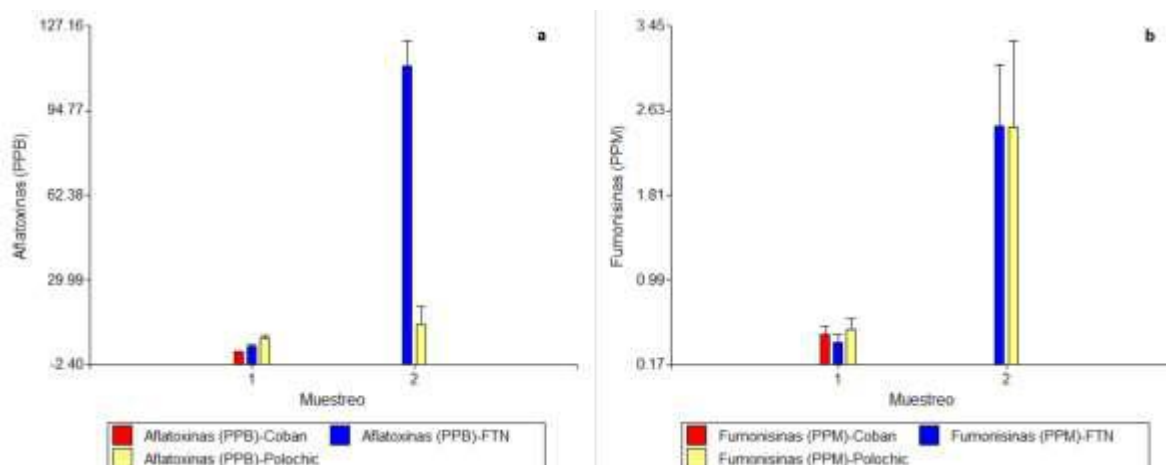 a
Aflatoxinas (PPB)
127.16
94.77
62.38
29.99
-2.40
1 2
Muestreo
Aflatoxinas (PPB)-Coban Aflatoxinas (PPB)-FTN
Aflatoxinas (PPB)-Polochic
b
Fumonisinas (PPM)
3.45
2.63
1.81
0.99
0.17
1 2
Muestreo
Fumonisinas (PPM)-Coban Fumonisinas (PPM)-FTN
Fumonisinas (PPM)-Polochic